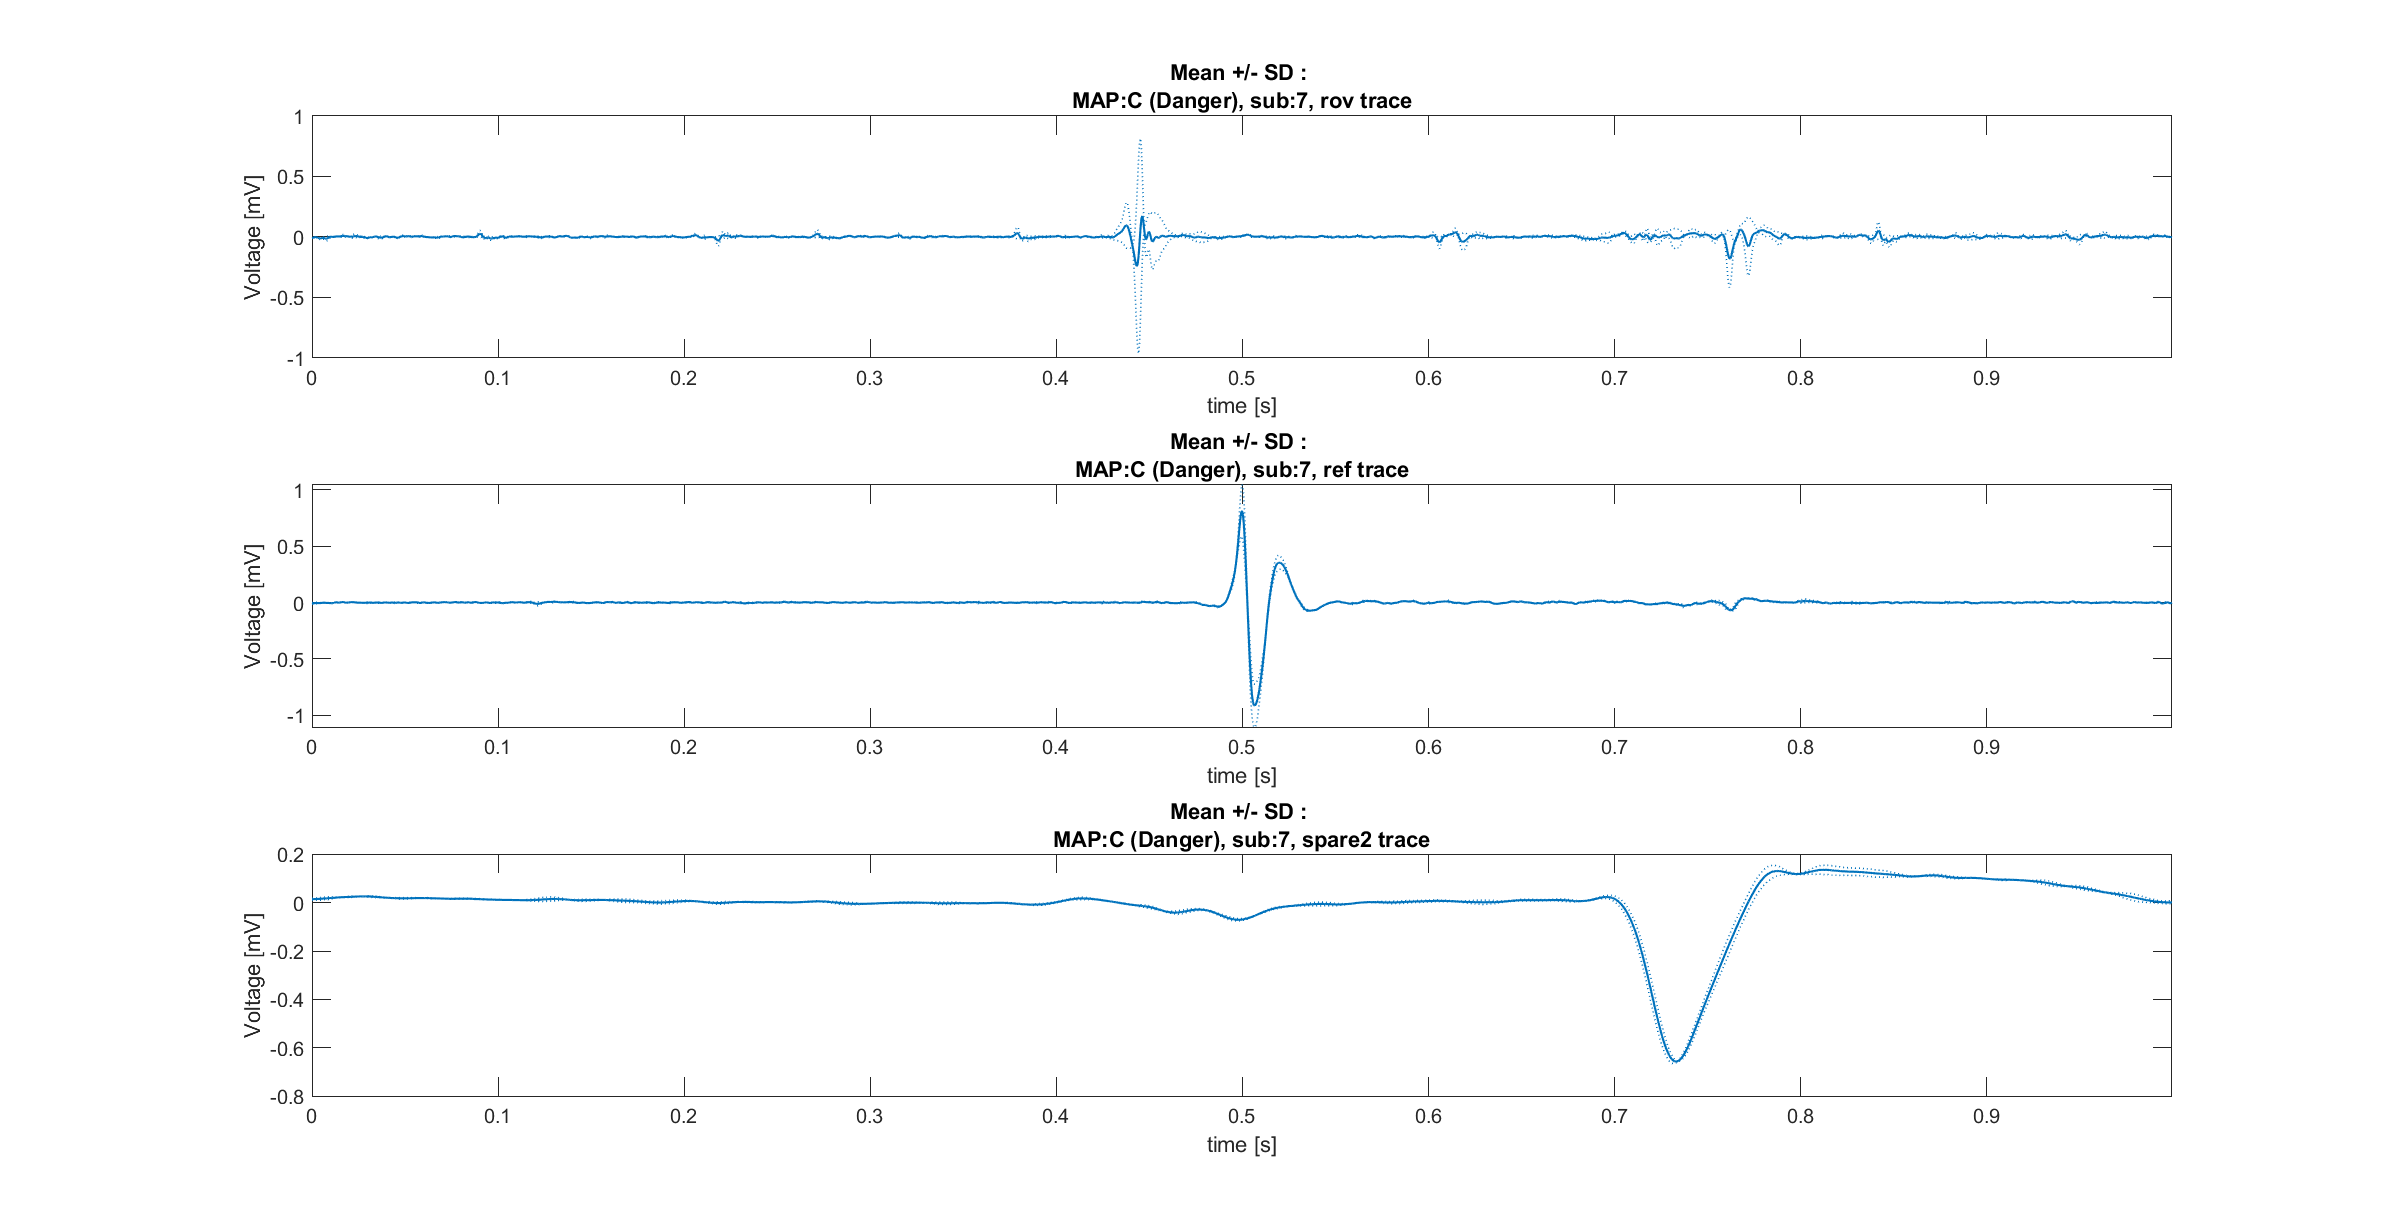 Mean +/- SD :
MAP:C (Danger), sub:7, rov trace
1
0.5
0
-0.5
-1
Voltage [mV]
0 0.1 0.2 0.3 0.4 0.5 0.6 0.7 0.8 0.9
time [s]
Mean +/- SD :
MAP:C (Danger), sub:7, ref trace
1
0.5
0
-0.5
-1
Voltage [mV]
0 0.1 0.2 0.3 0.4 0.5 0.6 0.7 0.8 0.9
time [s]
Mean +/- SD :
MAP:C (Danger), sub:7, spare2 trace
0.2
0
-0.2
-0.4
-0.6
-0.8
Voltage [mV]
0 0.1 0.2 0.3 0.4 0.5 0.6 0.7 0.8 0.9
time [s]